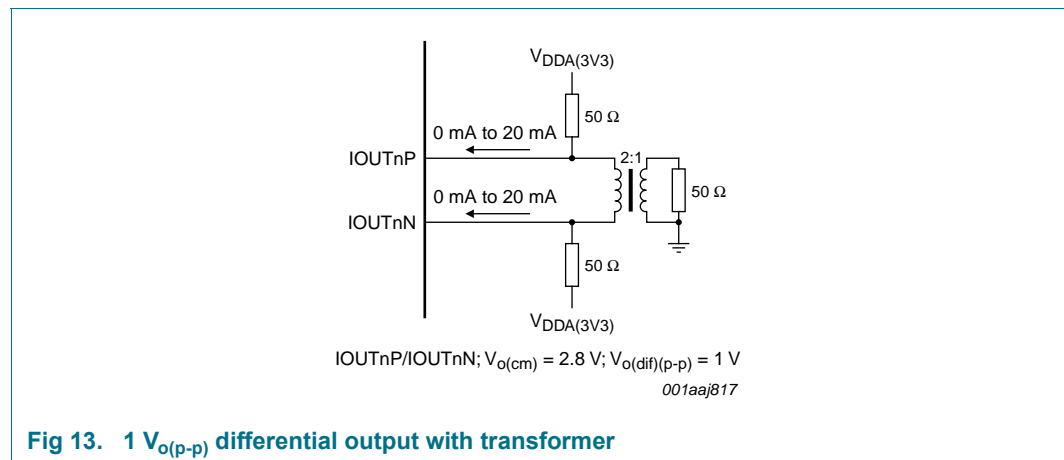 VDDA(3V3)
50 Ω
0 mA to 20 mA
IOUTnP
2:1
0 mA to 20 mA
50 Ω
IOUTnN
50 Ω
VDDA(3V3)
IOUTnP/IOUTnN; Vo(cm) = 2.8 V; Vo(dif)(p-p) = 1 V
001aaj817
Fig 13. 1 Vo(p-p) differential output with transformer